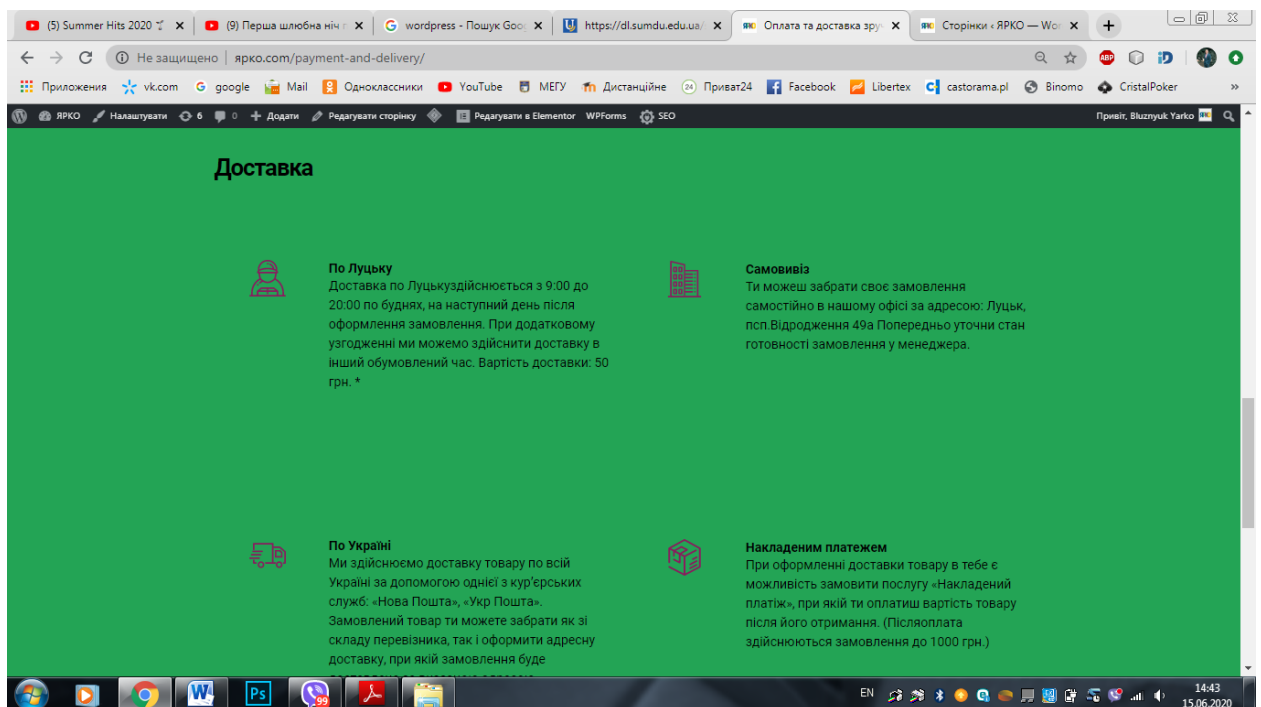 (5) Summer Hits 2020
(9) Перша шлюбна ніч
wordpress - Пошук Goo
https://dl.sumdu.edu.ua/
Оплата та доставка зру
Сторінки ‹ ЯРКО — Wor
Не защищено | ярко.com/payment-and-delivery/
Приложения vk.com google Mail Одноклассники YouTube МЕГУ Дистанційне Приват24 Facebook Libertex castorama.pl Binomo CristalPoker »
ЯРКО Налаштувати 6 0 Додати Редагувати сторінку Редагувати в Elementor WPForms SEO Привіт, Bluznyuk Yarko
Доставка
По Луцьку
Доставка по Луцькуздійснюється з 9:00 до
20:00 по буднях, на наступний день після
оформлення замовлення. При додатковому
узгодженні ми можемо здійснити доставку в
інший обумовлений час. Вартість доставки: 50
грн. *
Самовивіз
Ти можеш забрати своє замовлення
самостійно в нашому офісі за адресою: Луцьк,
псп.Відродження 49а Попередньо уточни стан
готовності замовлення у менеджера.
По Україні
Ми здійснюємо доставку товару по всій
Україні за допомогою однієї з кур’єрських
служб: «Нова Пошта», «Укр Пошта».
Замовлений товар ти можете забрати як зі
складу перевізника, так і оформити адресну
доставку, при якій замовлення буде
Накладеним платежем
При оформленні доставки товару в тебе є
можливість замовити послугу «Накладений
платіж», при якій ти оплатиш вартість товару
після його отримання. (Післяоплата
здійснюються замовлення до 1000 грн.)
EN
14:43
15.06.2020